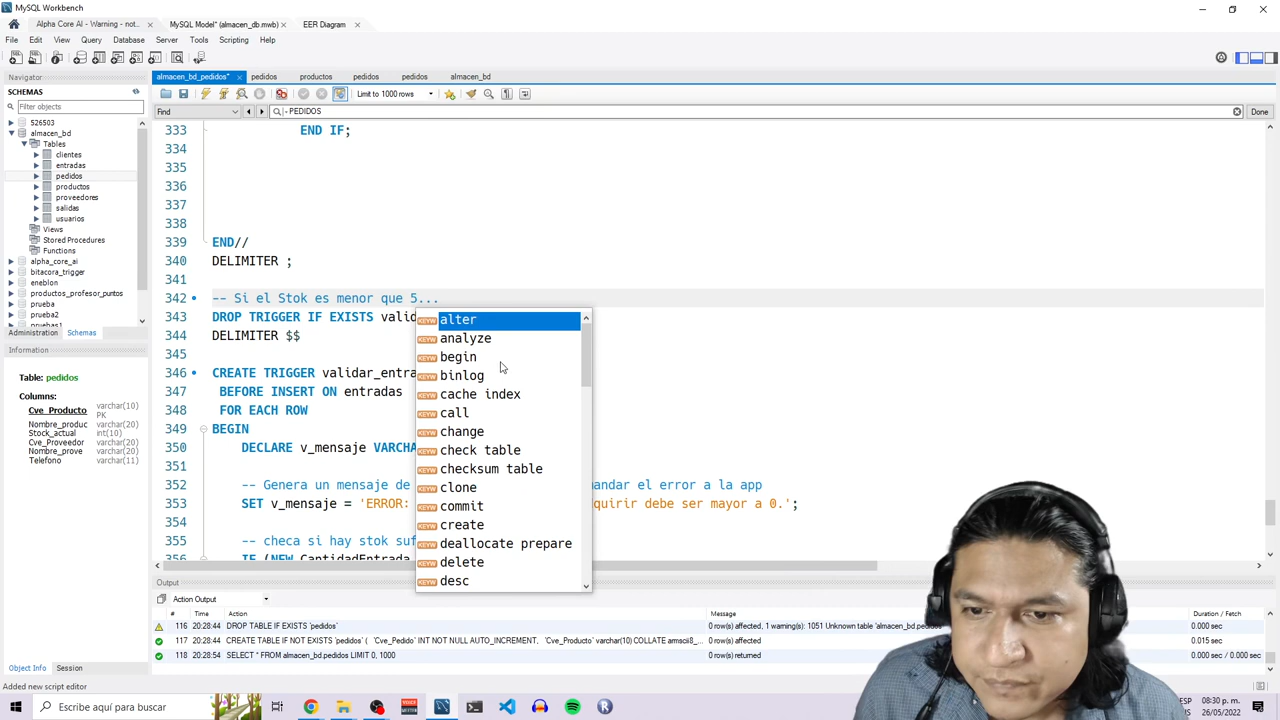 MySQL Workbench
Alpha Core AI - Warning - not...
MySQL Model* (almacen_db.mwb)
EER Diagram
File Edit View Query Database Server Tools Scripting Help
Navigator
almacen_bd_pedidos*
pedidos
productos
pedidos
pedidos
almacen_bd
SCHEMAS
Limit to 1000 rows
Filter objects
Find
PEDIDOS
Done
526503
almacen_bd
Tables
clientes
entradas
pedidos
productos
proveedores
salidas
usuarios
Views
Stored Procedures
Functions
alpha_core_ai
bitacora_trigger
eneblon
productos_profesor_puntos
prueba
prueba2
pruebas1
Administration Schemas
Information
Table: pedidos
Columns:
Cve_Producto varchar(10) PK
Nombre_produc varchar(20)
Stock_actual int(10)
Cve_Proveedor varchar(20)
Nombre_prove varchar(20)
Telefono varchar(11)
Object Info Session
Added new script editor
333 END IF;
334
335
336
337
338
339 END//
340 DELIMITER ;
341
342 -- Si el Stok es menor que 5...
343 DROP TRIGGER IF EXISTS valid
344 DELIMITER $$
345
346 CREATE TRIGGER validar_entra
347 BEFORE INSERT ON entradas
348 FOR EACH ROW
349 BEGIN
350 DECLARE v_mensaje VARCHA
351
352 -- Genera un mensaje de mandar el error a la app
353 SET v_mensaje = 'ERROR: quirir debe ser mayor a 0.';
354
355 -- checa si hay stok suf
356 IF (NEW.CantidadEntrada
alter
analyze
begin
binlog
cache index
call
change
check table
checksum table
clone
commit
create
deallocate prepare
delete
desc
Output
Action Output
# Time Action Message Duration / Fetch
116 20:28:44 DROP TABLE IF EXISTS 'pedidos' 0 row(s) affected, 1 warning(s): 1051 Unknown table 'almacen_bd.pedidos' 0.000 sec
117 20:28:44 CREATE TABLE IF NOT EXISTS 'pedidos' ( 'Cve_Pedido' INT NOT NULL AUTO_INCREMENT, 'Cve_Producto' varchar(10) COLLATE armscii8_... 0 row(s) affected 0.015 sec
118 20:28:54 SELECT * FROM almacen_bd.pedidos LIMIT 0, 1000 0 row(s) returned 0.000 sec / 0.000 sec
Escribe aquí para buscar
ESP
08:30 p. m.
26/05/2022